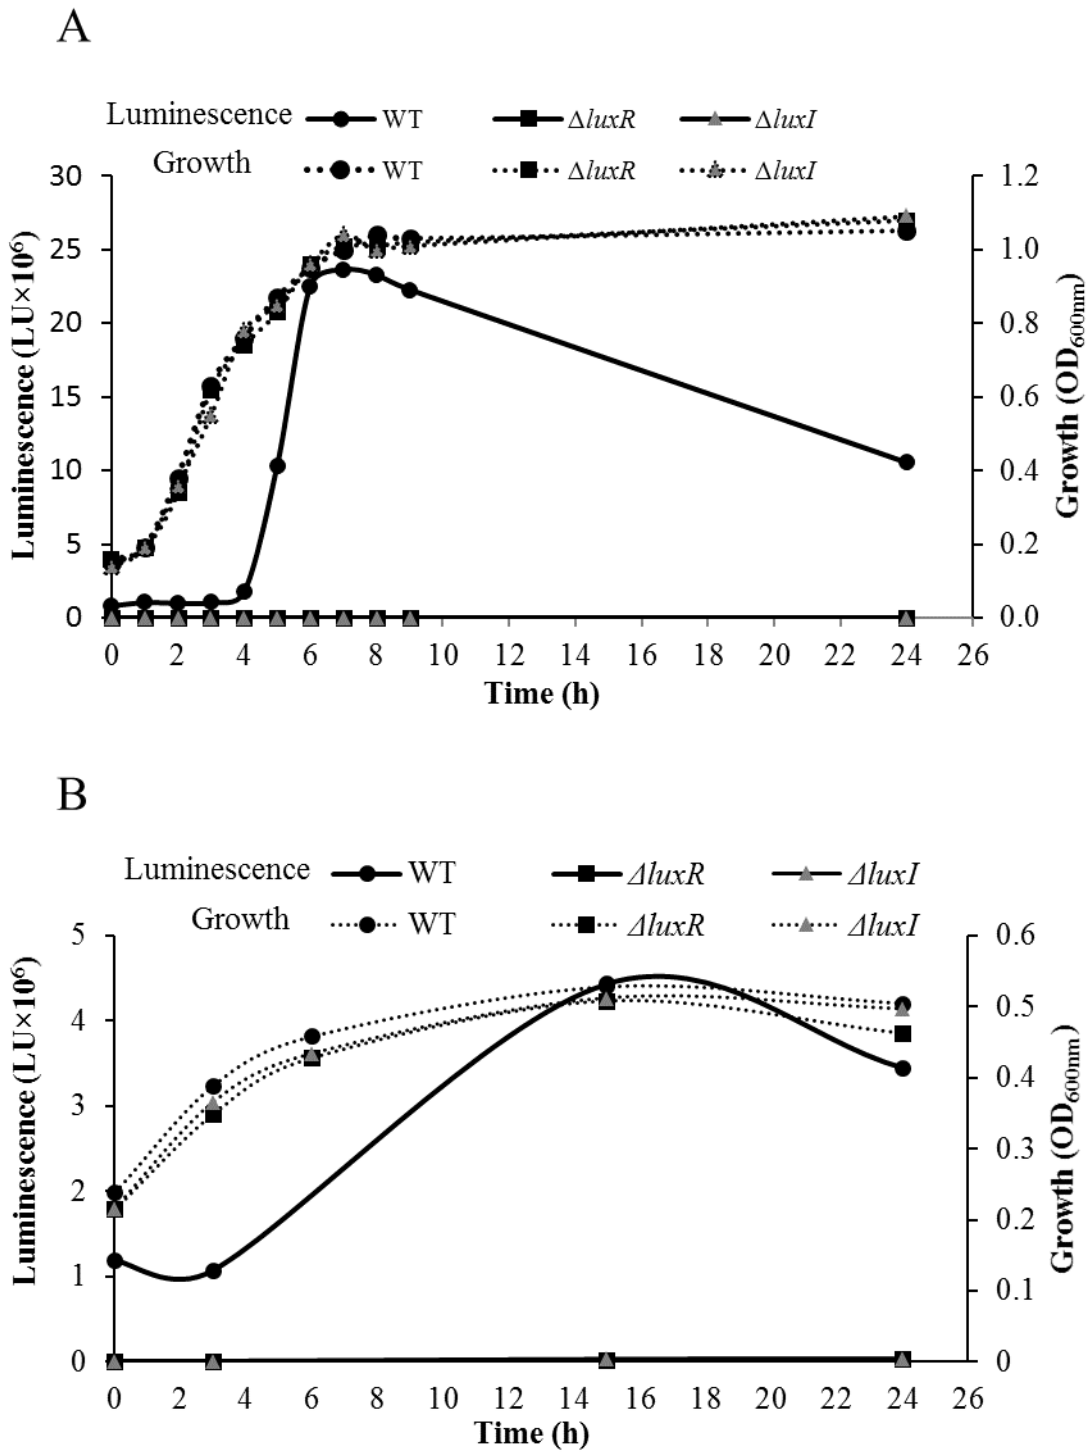 A
Luminescence WT ΔluxR ΔluxI
Growth WT ΔluxR ΔluxI
30 25 20 15 10 5 0
Luminescence (LU×10⁶)
1.2 1.0 0.8 0.6 0.4 0.2 0.0
Growth (OD600nm)
0 2 4 6 8 10 12 14 16 18 20 22 24 26
Time (h)
B
Luminescence WT ΔluxR ΔluxI
Growth WT ΔluxR ΔluxI
5 4 3 2 1 0
Luminescence (LU×10⁶)
0.6 0.5 0.4 0.3 0.2 0.1 0
Growth (OD600nm)
0 2 4 6 8 10 12 14 16 18 20 22 24 26
Time (h)